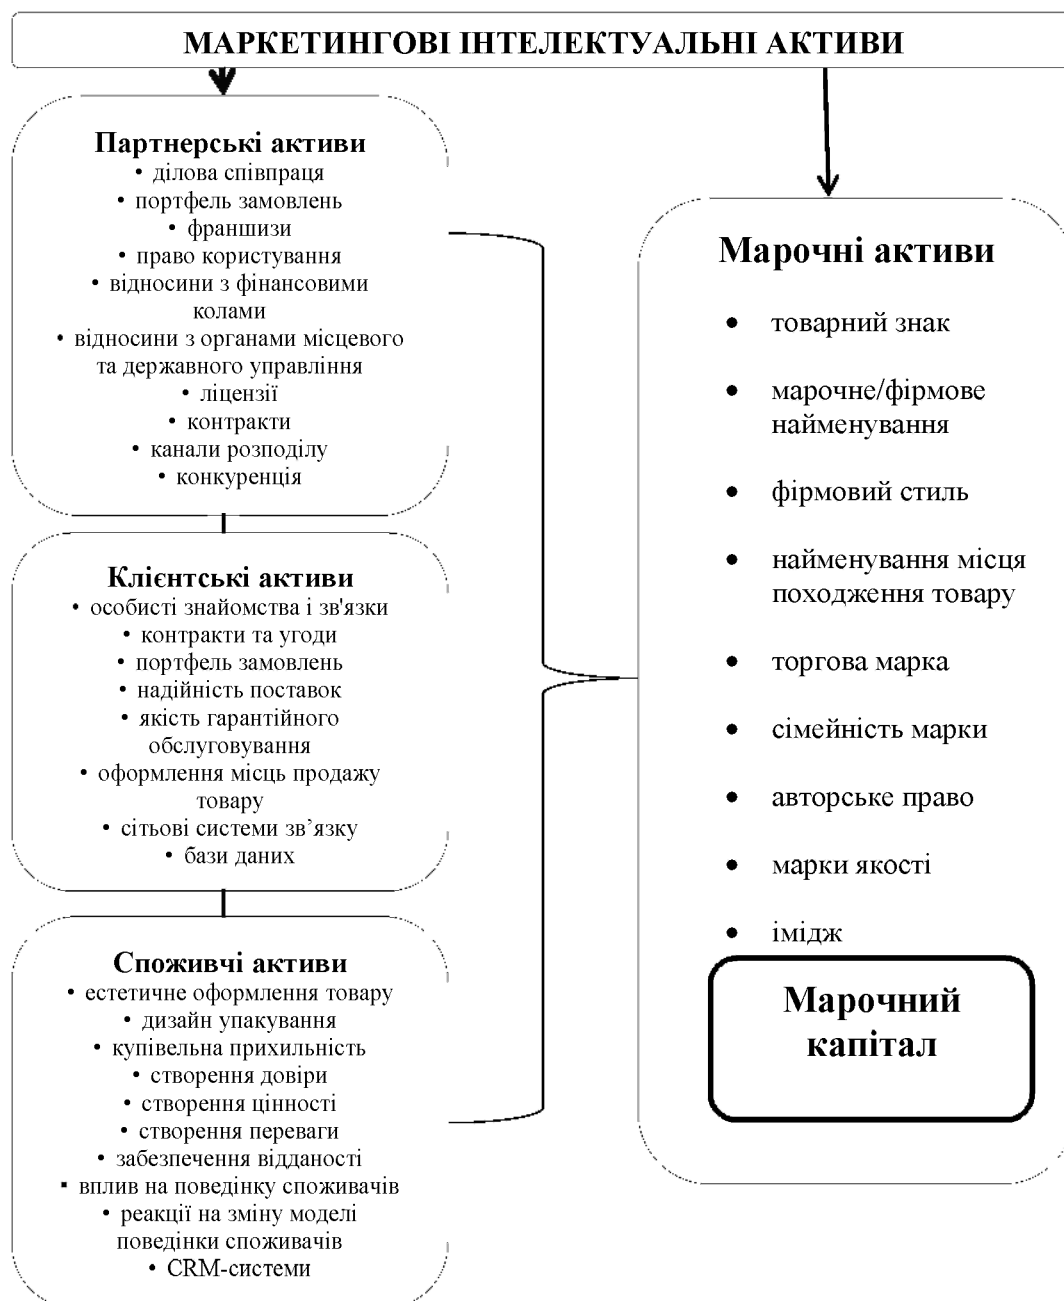 МАРКЕТИНГОВІ ІНТЕЛЕКТУАЛЬНІ АКТИВИ
Партнерські активи
• ділова співпраця
• портфель замовлень
• франшизи
• право користування
• відносини з фінансовими
колами
• відносини з органами місцевого
та державного управління
• ліцензії
• контракти
• канали розподілу
• конкуренція
Клієнтські активи
• особисті знайомства і зв'язки
• контракти та угоди
• портфель замовлень
• надійність поставок
• якість гарантійного
обслуговування
• оформлення місць продажу
товару
• сітьові системи зв’язку
• бази даних
Споживчі активи
• естетичне оформлення товару
• дизайн упакування
• купівельна прихильність
• створення довіри
• створення цінності
• створення переваги
• забезпечення відданості
▪ вплив на поведінку споживачів
• реакції на зміну моделі
поведінки споживачів
• CRM-системи
Марочні активи
• товарний знак
• марочне/фірмове
найменування
• фірмовий стиль
• найменування місця
походження товару
• торгова марка
• сімейність марки
• авторське право
• марки якості
• імідж
Марочний
капітал